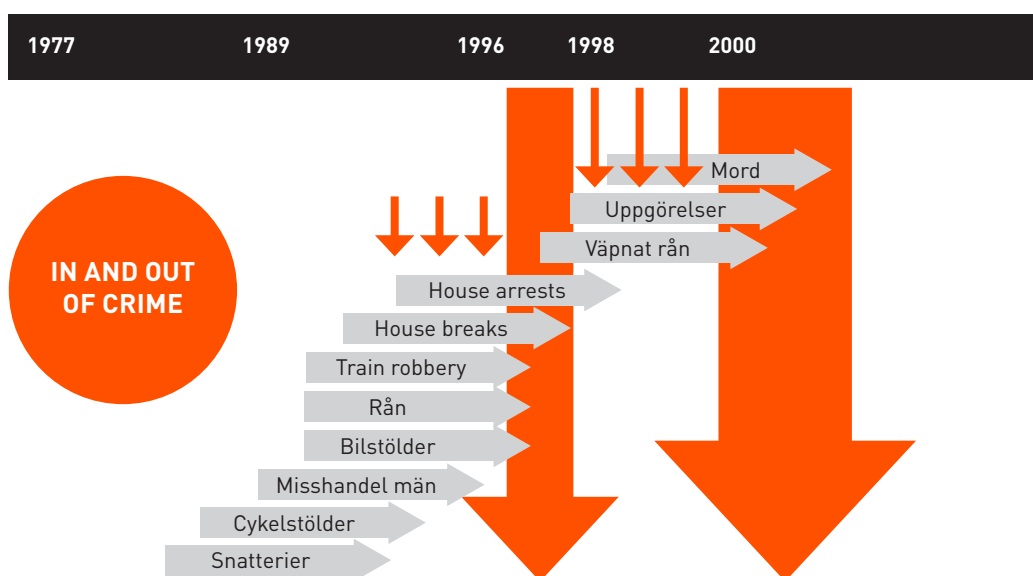 1977 1989 1996 1998 2000
Mord
Uppgörelser
Väpnat rån
IN AND OUT
OF CRIME
House arrests
House breaks
Train robbery
Rån
Bilstölder
Misshandel män
Cykelstölder
Snatterier